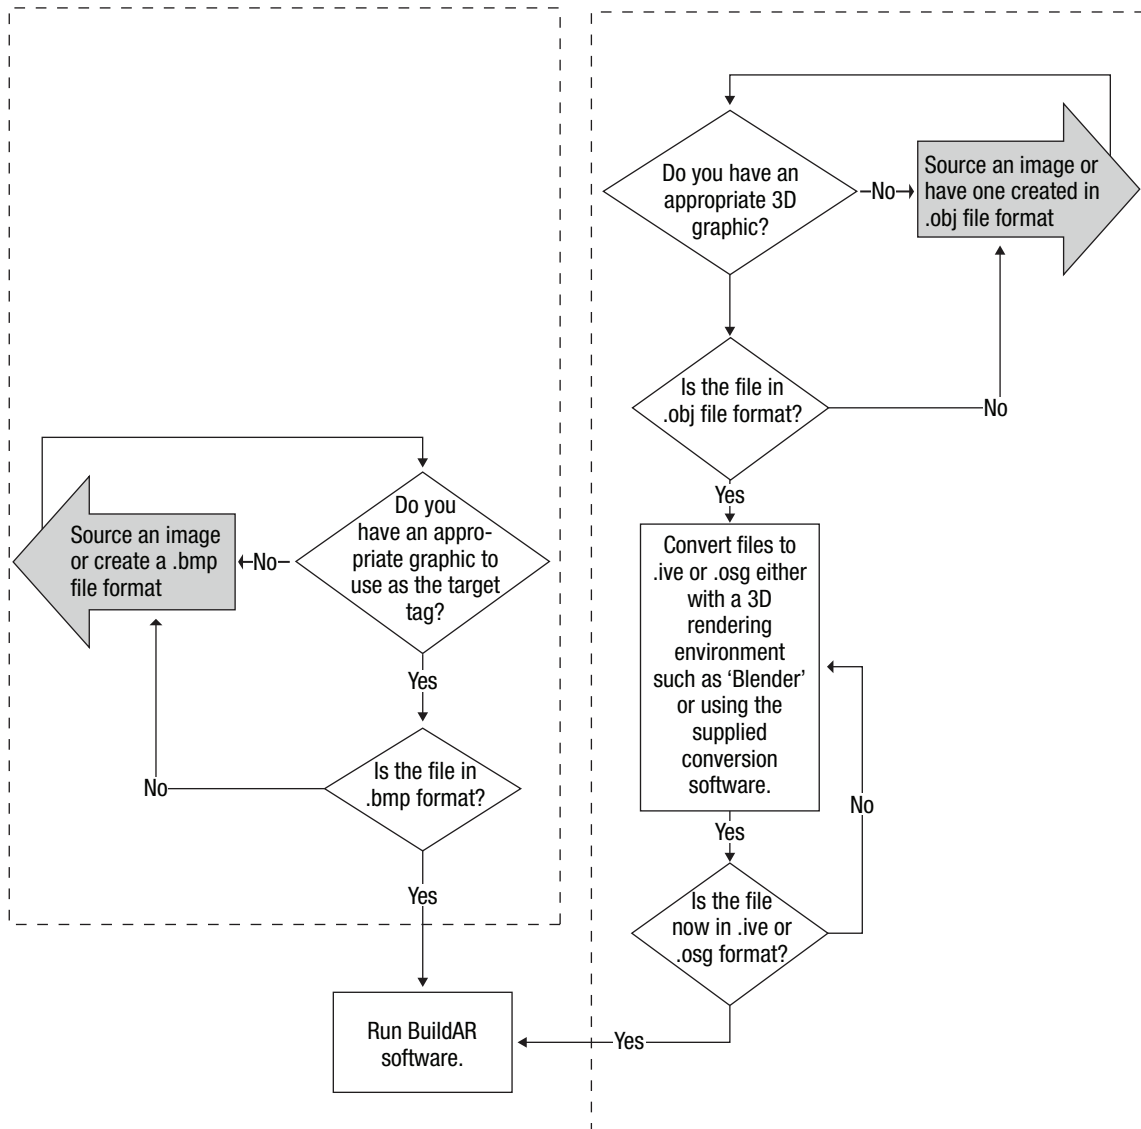 Do you have an
appropriate 3D
graphic?
No
Source an image or
have one created in
.obj file format
Is the file in
.obj file format?
No
Yes
Convert files to
.ive or .osg either
with a 3D
rendering
environment
such as ‘Blender’
or using the
supplied
conversion
software.
No
Yes
Is the file
now in .ive or
.osg format?
Yes
Do you
have an appro-
priate graphic to
use as the target
tag?
No
Source an image
or create a .bmp
file format
Yes
Is the file in
.bmp format?
No
Yes
Run BuildAR
software.